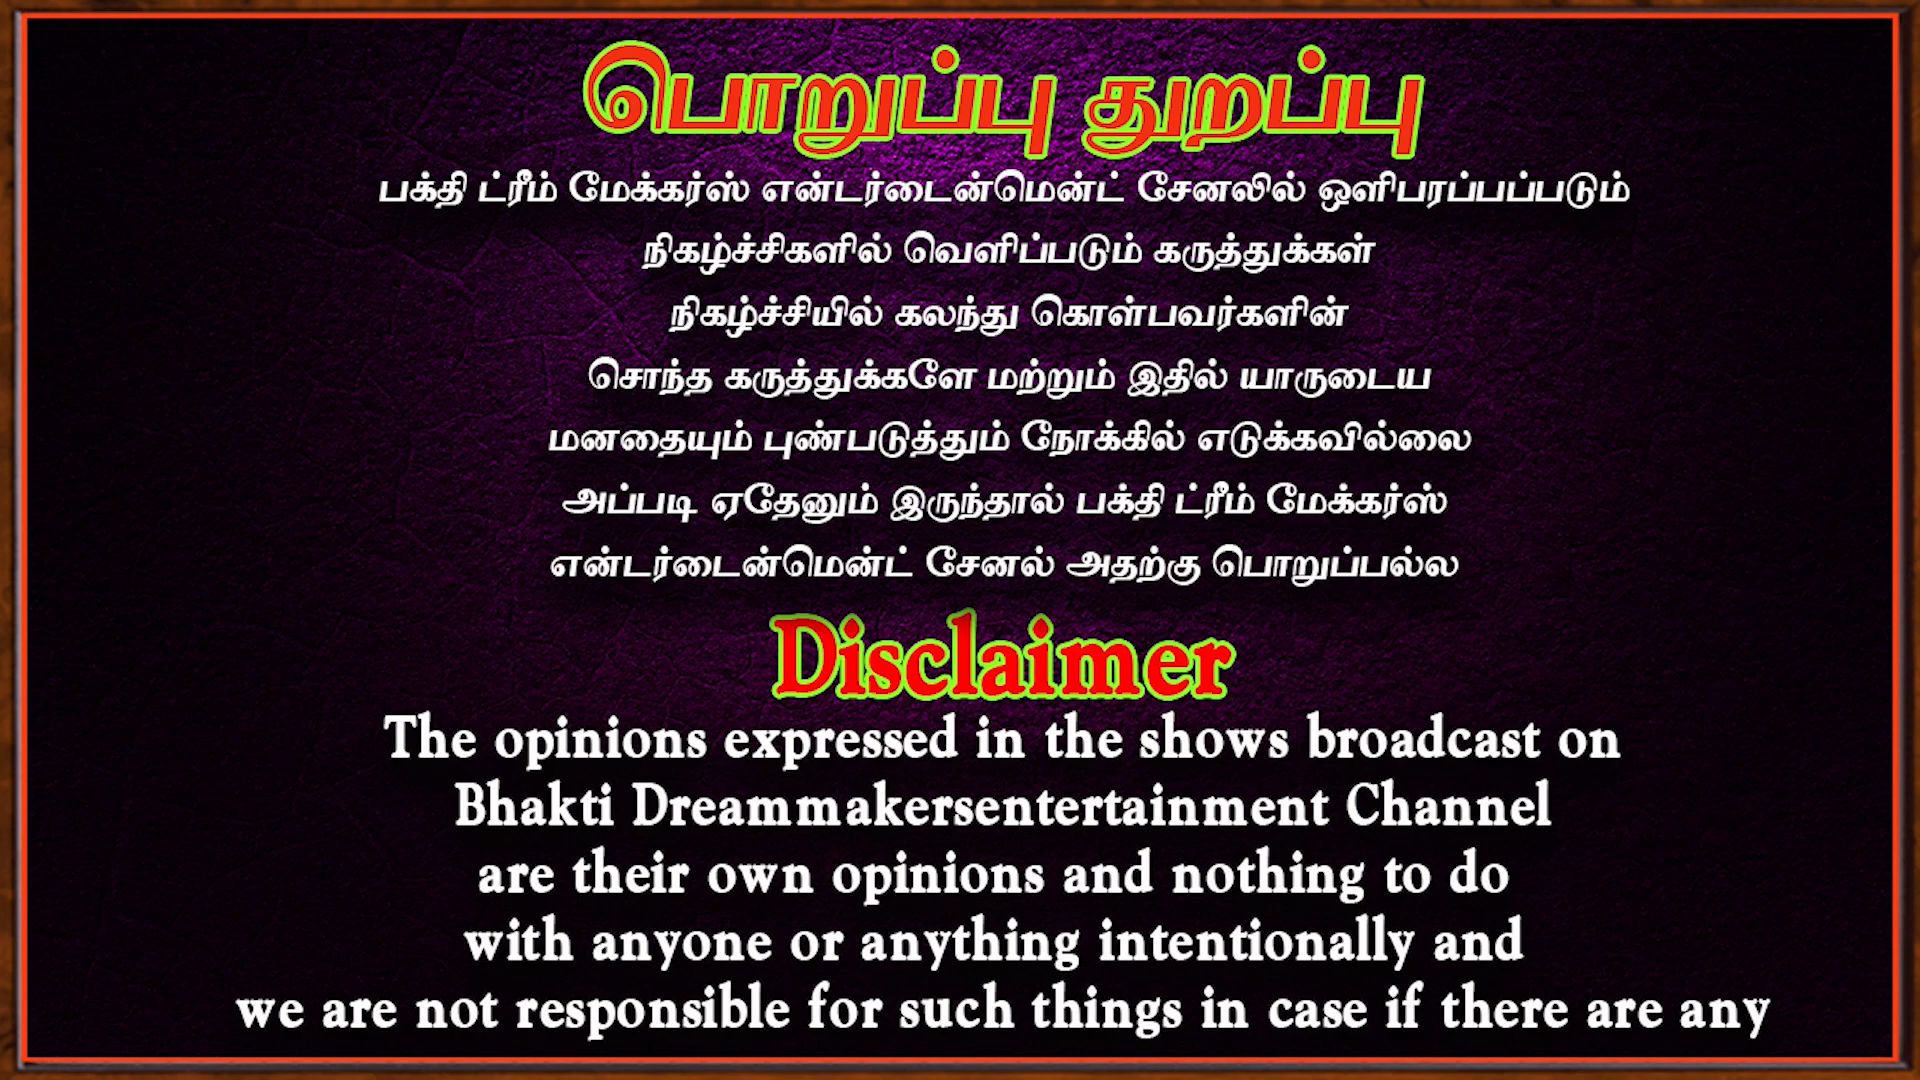 பொறுப்பு துறப்பு
பக்தி ட்ரீம் மேக்கர்ஸ் என்டர்டைன்மென்ட் சேனலில் ஒளிபரப்பப்படும்
நிகழ்ச்சிகளில் வெளிப்படும் கருத்துக்கள்
நிகழ்ச்சியில் கலந்து கொள்பவர்களின்
சொந்த கருத்துக்களே மற்றும் இதில் யாருடைய
மனதையும் புண்படுத்தும் நோக்கில் எடுக்கவில்லை
அப்படி ஏதேனும் இருந்தால் பக்தி ட்ரீம் மேக்கர்ஸ்
என்டர்டைன்மென்ட் சேனல் அதற்கு பொறுப்பல்ல
Disclaimer
The opinions expressed in the shows broadcast on
Bhakti Dreammakersentertainment Channel
are their own opinions and nothing to do
with anyone or anything intentionally and
we are not responsible for such things in case if there are any